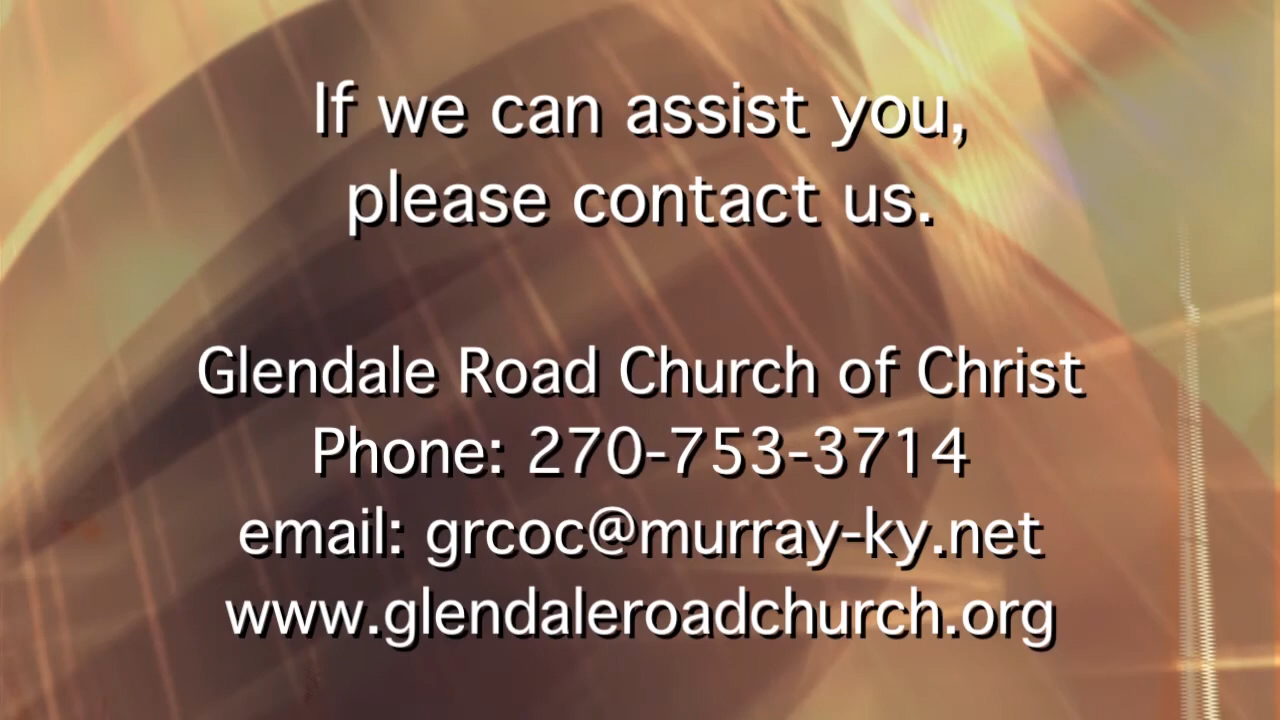 If we can assist you,
please contact us.
Glendale Road Church of Christ
Phone: 270-753-3714
email: grcoc@murray-ky.net
www.glendaleroadchurch.org